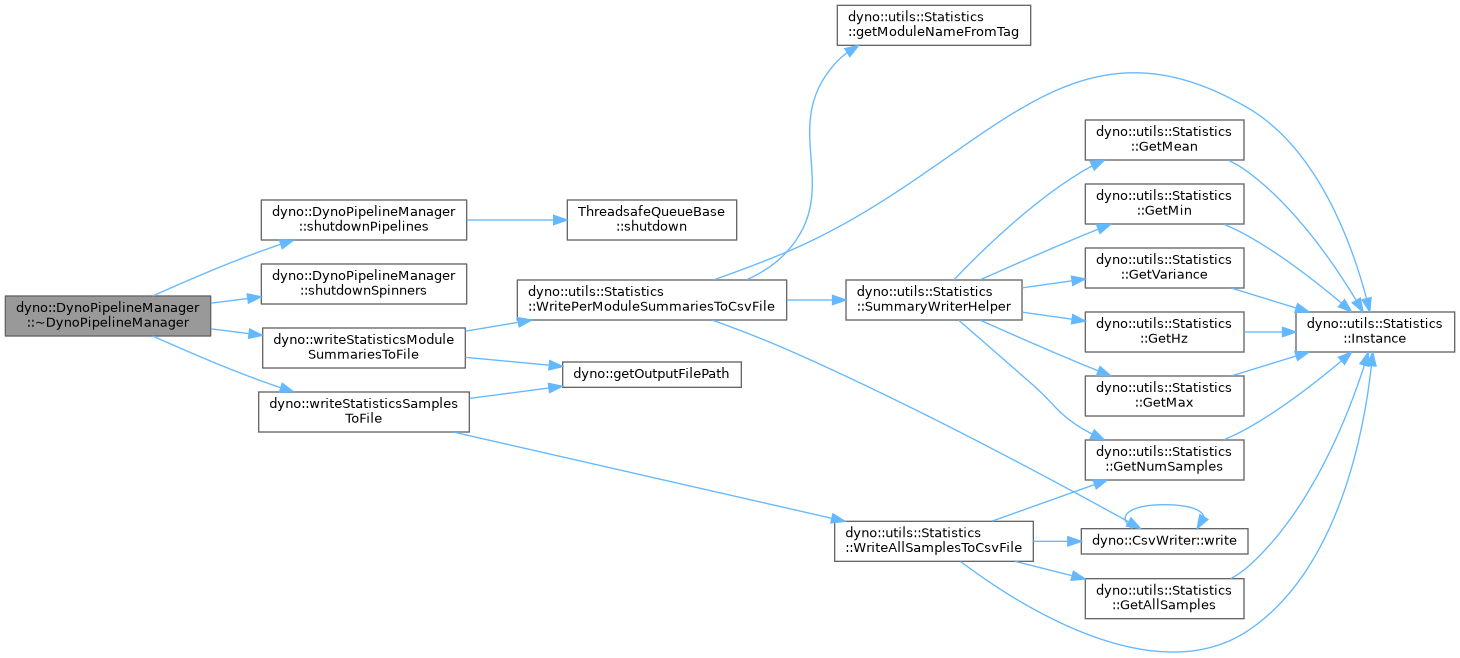 dyno::DynoPipelineManager
::~DynoPipelineManager
dyno::DynoPipelineManager
::shutdownPipelines
ThreadsafeQueueBase
::shutdown
dyno::DynoPipelineManager
::shutdownSpinners
dyno::writeStatisticsModule
SummariesToFile
dyno::writeStatisticsSamples
ToFile
dyno::getOutputFilePath
dyno::utils::Statistics
::WritePerModuleSummariesToCsvFile
dyno::utils::Statistics
::getModuleNameFromTag
dyno::utils::Statistics
::SummaryWriterHelper
dyno::utils::Statistics
::WriteAllSamplesToCsvFile
dyno::utils::Statistics
::GetMean
dyno::utils::Statistics
::GetMin
dyno::utils::Statistics
::GetVariance
dyno::utils::Statistics
::GetHz
dyno::utils::Statistics
::GetMax
dyno::utils::Statistics
::GetNumSamples
dyno::CsvWriter::write
dyno::utils::Statistics
::GetAllSamples
dyno::utils::Statistics
::Instance